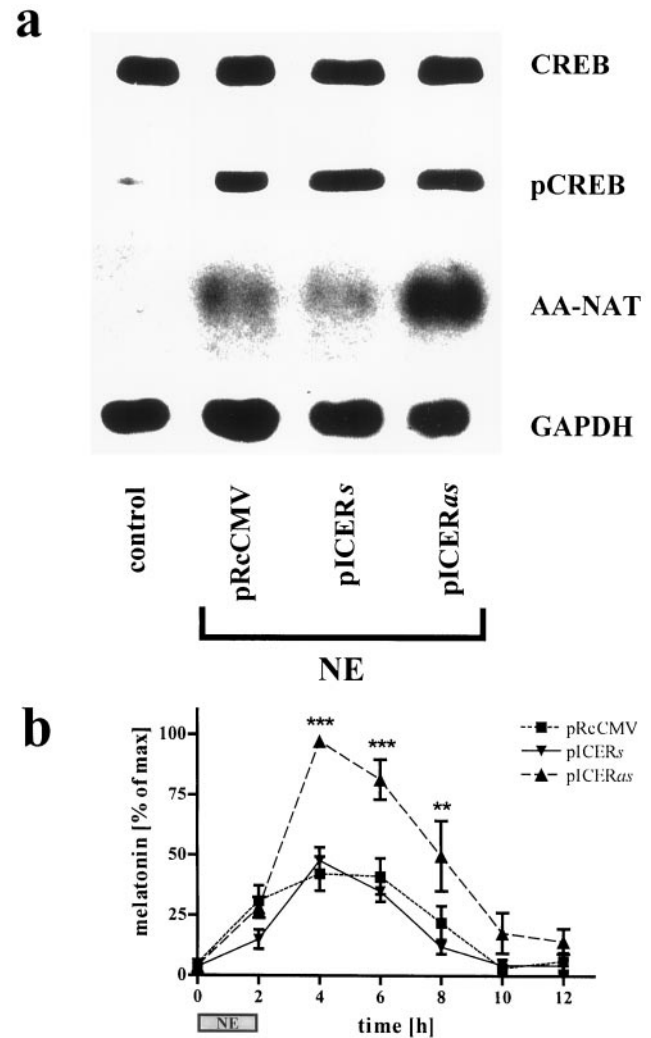 a
CREB
pCREB
AA-NAT
GAPDH
control
pRcCMV
pICERs
pICERas
NE
b
melatonin [% of max]
100
75
50
25
0
***
***
**
pRcCMV
pICERs
pICERas
0 2 4 6 8 10 12
NE
time [h]